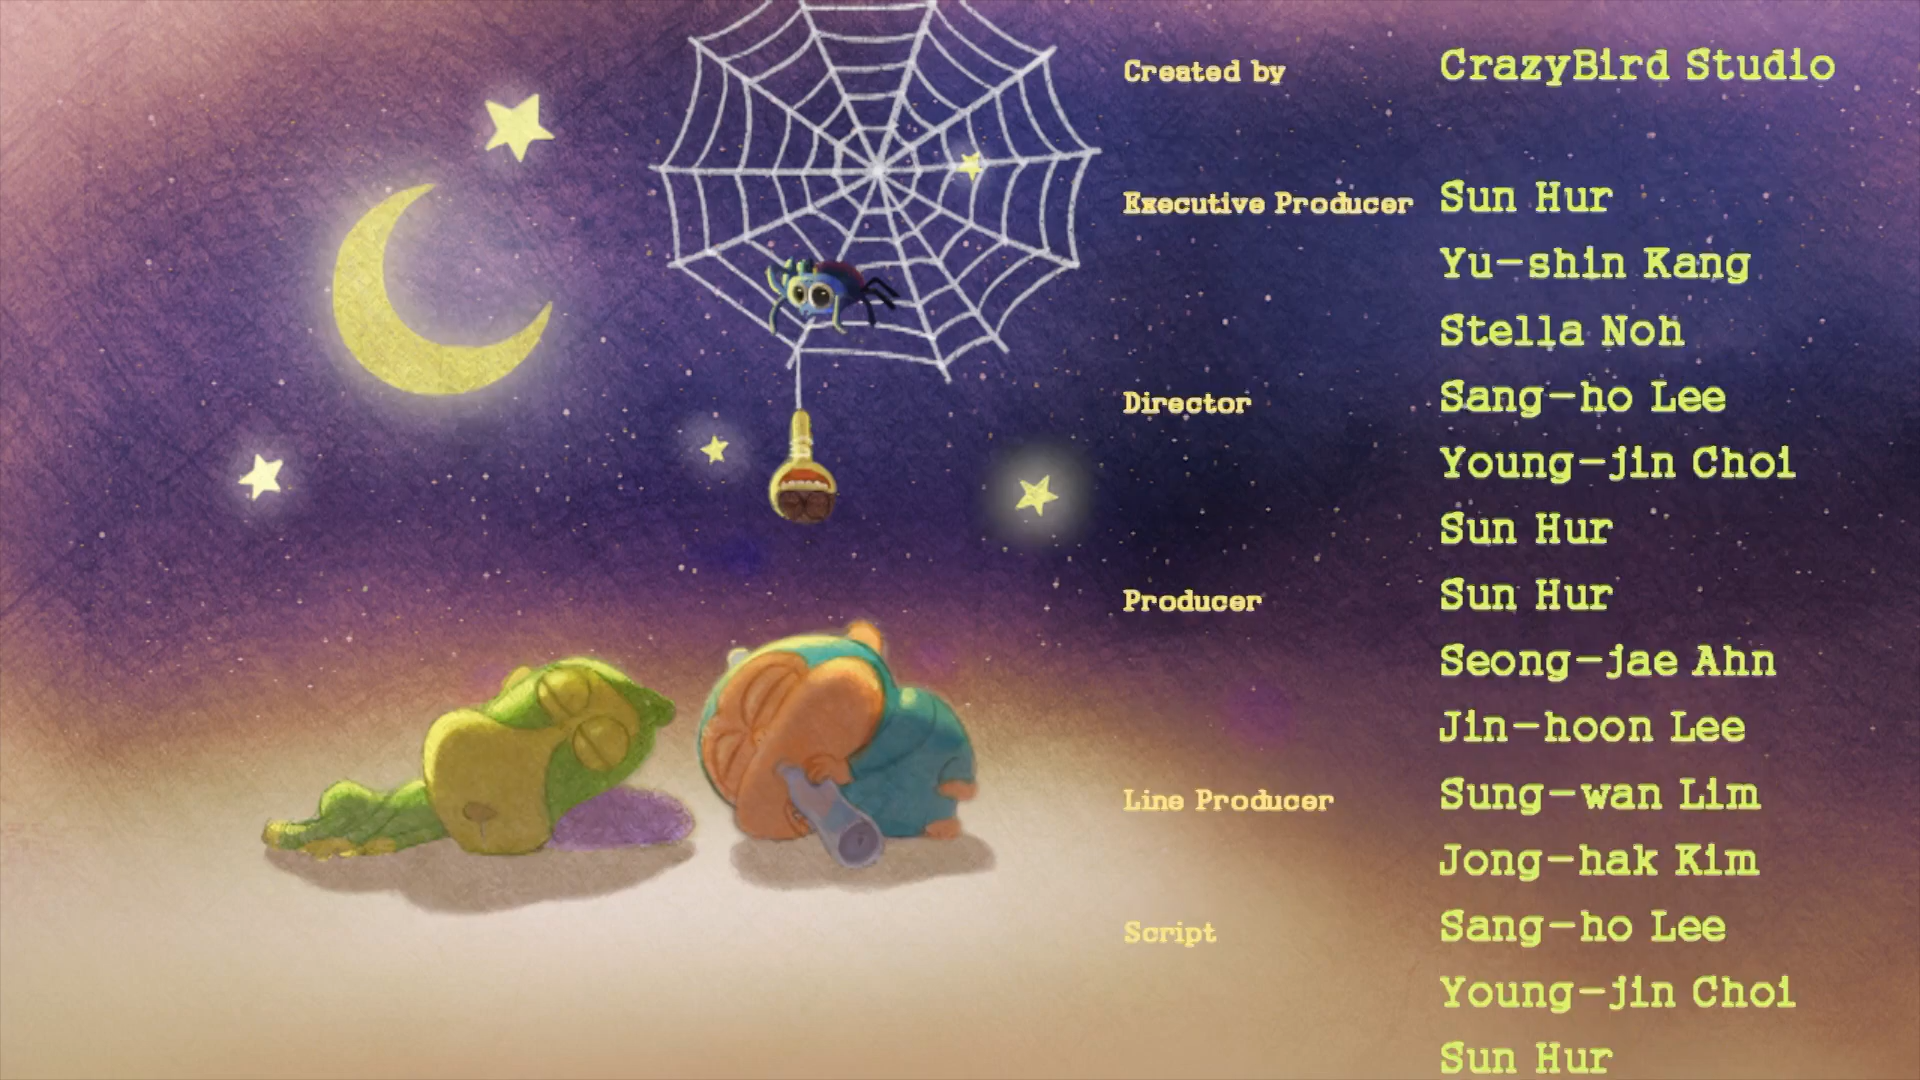 Created by CrazyBird Studio
Executive Producer Sun Hur
Yu-shin Kang
Stella Noh
Director Sang-ho Lee
Young-jin Choi
Sun Hur
Producer Sun Hur
Seong-jae Ahn
Jin-hoon Lee
Line Producer Sung-wan Lim
Jong-hak Kim
Script Sang-ho Lee
Young-jin Choi
Sun Hur